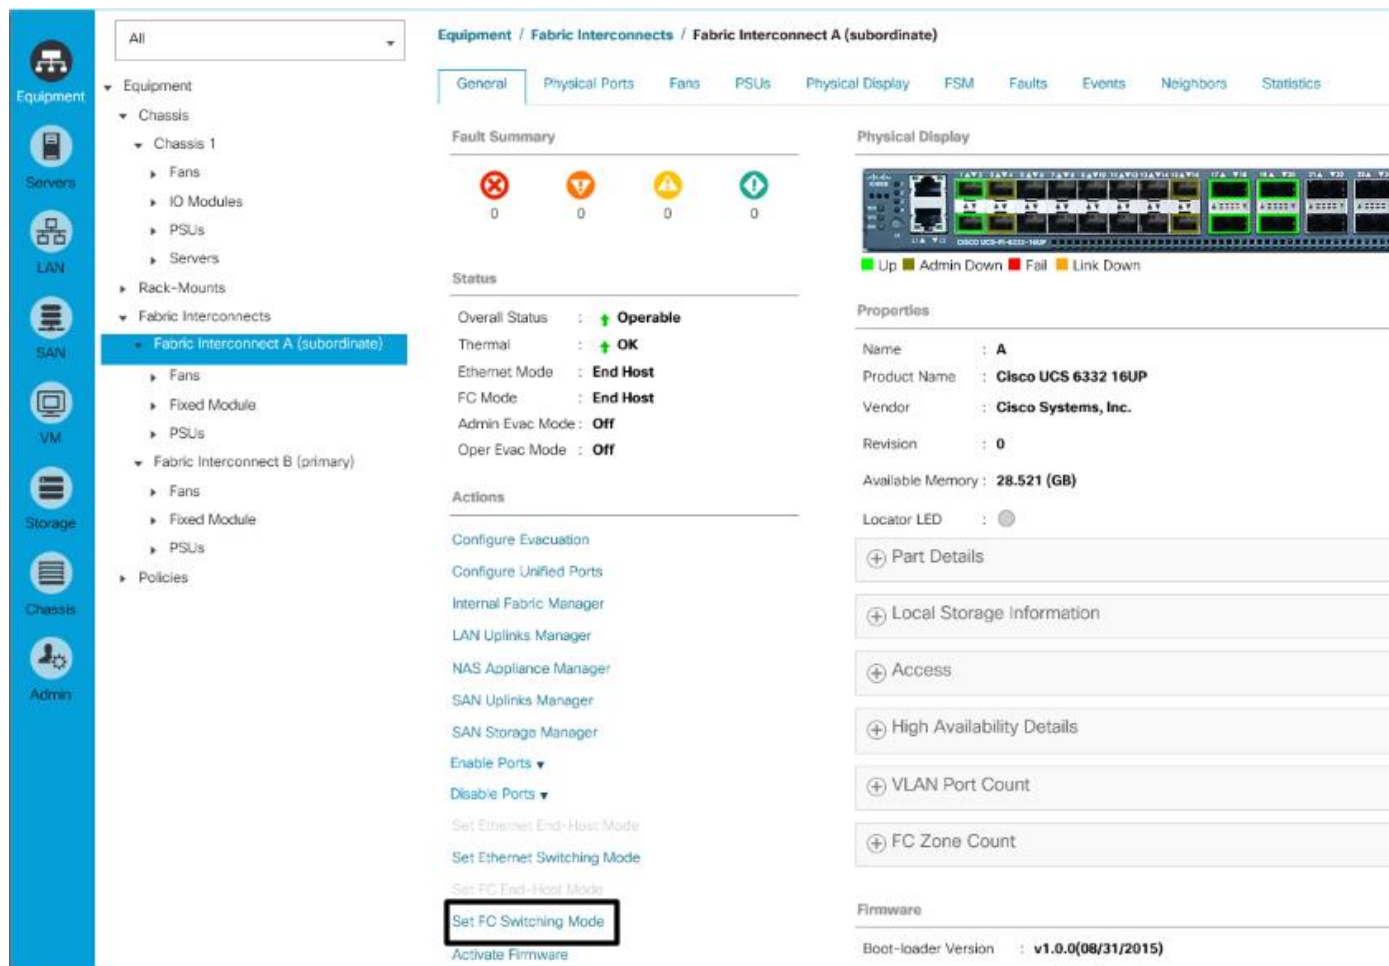 All
Equipment / Fabric Interconnects / Fabric Interconnect A (subordinate)
Equipment
Servers
LAN
SAN
VM
Storage
Chassis
Admin
Equipment
Chassis
Chassis 1
Fans
IO Modules
PSUs
Servers
Rack-Mounts
Fabric Interconnects
Fabric Interconnect A (subordinate)
Fans
Fixed Module
PSUs
Fabric Interconnect B (primary)
Fans
Fixed Module
PSUs
Policies
General Physical Ports Fans PSUs Physical Display FSM Faults Events Neighbors Statistics
Fault Summary
0 0 0 0
Status
Overall Status : Operable
Thermal : OK
Ethernet Mode : End Host
FC Mode : End Host
Admin Evac Mode : Off
Oper Evac Mode : Off
Actions
Configure Evacuation
Configure Unified Ports
Internal Fabric Manager
LAN Uplinks Manager
NAS Appliance Manager
SAN Uplinks Manager
SAN Storage Manager
Enable Ports
Disable Ports
Set Ethernet End-Host Mode
Set Ethernet Switching Mode
Set FC End-Host Mode
Set FC Switching Mode
Activate Firmware
Physical Display
CISCO UCS-FI-6332-16UP
Up Admin Down Fail Link Down
Properties
Name : A
Product Name : Cisco UCS 6332 16UP
Vendor : Cisco Systems, Inc.
Revision : 0
Available Memory : 28.521 (GB)
Locator LED :
Part Details
Local Storage Information
Access
High Availability Details
VLAN Port Count
FC Zone Count
Firmware
Boot-loader Version : v1.0.0(08/31/2015)